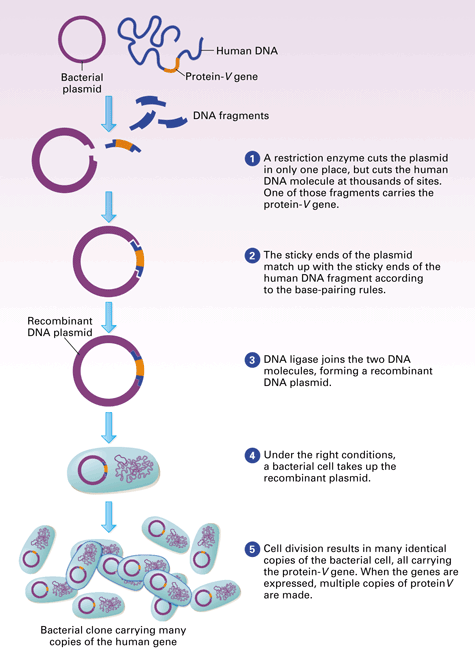 Human DNA
Bacterial
plasmid
Protein-V gene
DNA fragments
1 A restriction enzyme cuts the plasmid
in only one place, but cuts the human
DNA molecule at thousands of sites.
One of those fragments carries the
protein-V gene.
2 The sticky ends of the plasmid
match up with the sticky ends of the
human DNA fragment according
to the base-pairing rules.
Recombinant
DNA plasmid
3 DNA ligase joins the two DNA
molecules, forming a recombinant
DNA plasmid.
4 Under the right conditions,
a bacterial cell takes up the
recombinant plasmid.
5 Cell division results in many identical
copies of the bacterial cell, all carrying
the protein-V gene. When the genes are
expressed, multiple copies of protein V
are made.
Bacterial clone carrying many
copies of the human gene